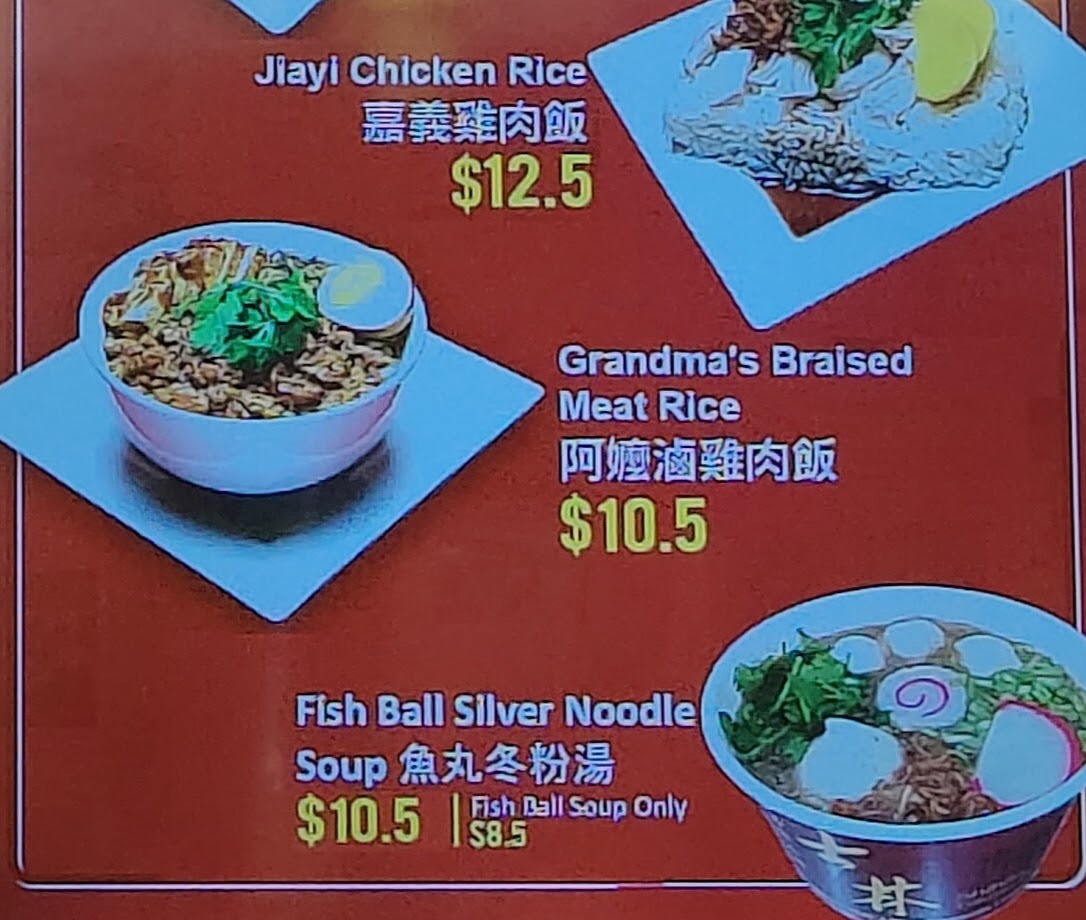 Jiayi Chicken Rice
嘉義雞肉飯
$12.5
Grandma's Braised
Meat Rice
阿嬤滷雞肉飯
$10.5
Fish Ball Silver Noodle
Soup 魚丸冬粉湯
$10.5 | Fish Ball Soup Only
$8.5
丼